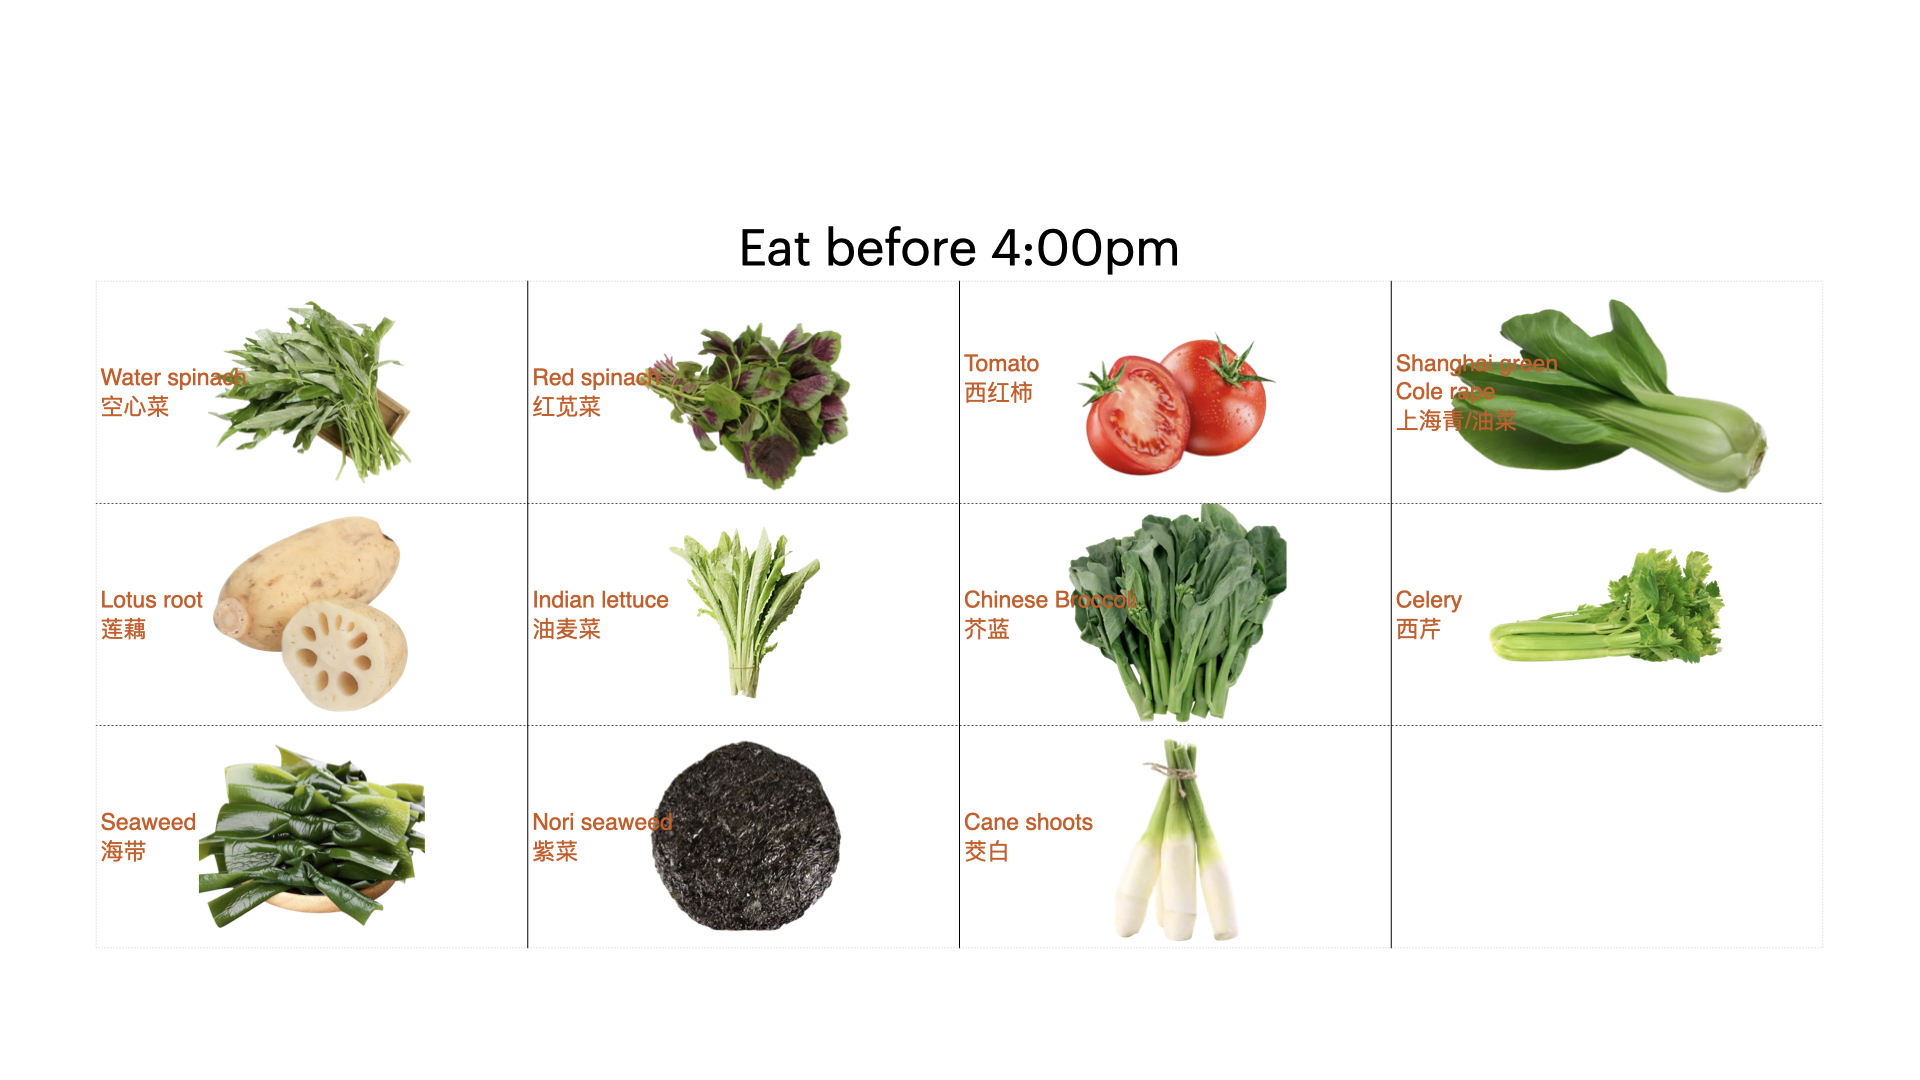 Eat before 4:00pm
Water spinach
空心菜
Red spinach
红苋菜
Tomato
西红柿
Shanghai green
Cole rape
上海青/油菜
Lotus root
莲藕
Indian lettuce
油麦菜
Chinese Broccoli
芥蓝
Celery
西芹
Seaweed
海带
Nori seaweed
紫菜
Cane shoots
茭白